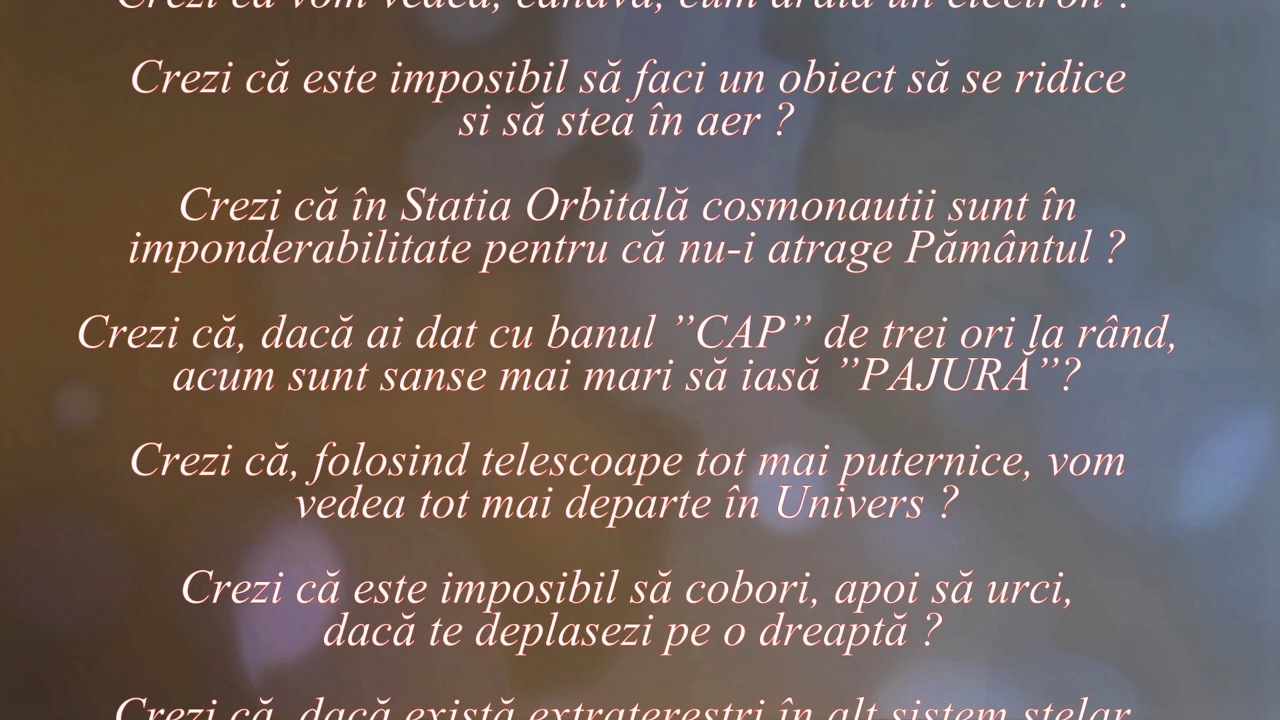 Crezi că vom vedea, cândva, cum arată un electron ?
Crezi că este imposibil să faci un obiect să se ridice
si să stea în aer ?
Crezi că în Statia Orbitală cosmonautii sunt în
imponderabilitate pentru că nu-i atrage Pământul ?
Crezi că, dacă ai dat cu banul ”CAP” de trei ori la rând,
acum sunt sanse mai mari să iasă ”PAJURĂ”?
Crezi că, folosind telescoape tot mai puternice, vom
vedea tot mai departe în Univers ?
Crezi că este imposibil să cobori, apoi să urci,
dacă te deplasezi pe o dreaptă ?
Crezi că, dacă există extraterestri în alt sistem stelar,